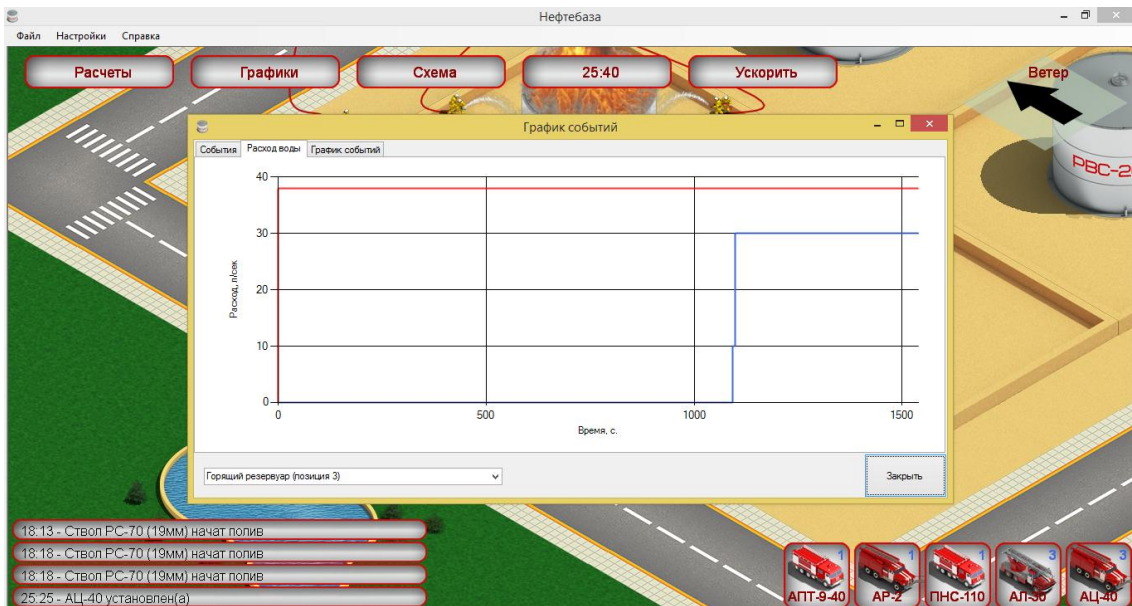 Нефтебаза
Файл Настройки Справка
Расчеты Графики Схема 25:40 Ускорить Ветер
График событий
События Расход воды График событий
РВС-2
40
30
20
10
0
Расход, л/сек
0 500 1000 1500
Время, с.
Горящий резервуар (позиция 3)
Закрыть
18:13 - Ствол РС-70 (19мм) начат полив
18:18 - Ствол РС-70 (19мм) начат полив
18:18 - Ствол РС-70 (19мм) начат полив
25:25 - АЦ-40 установлен(а)
1 1 1 3 3
АПТ-9-40 АР-2 ПНС-110 АЛ-30 АЦ-40